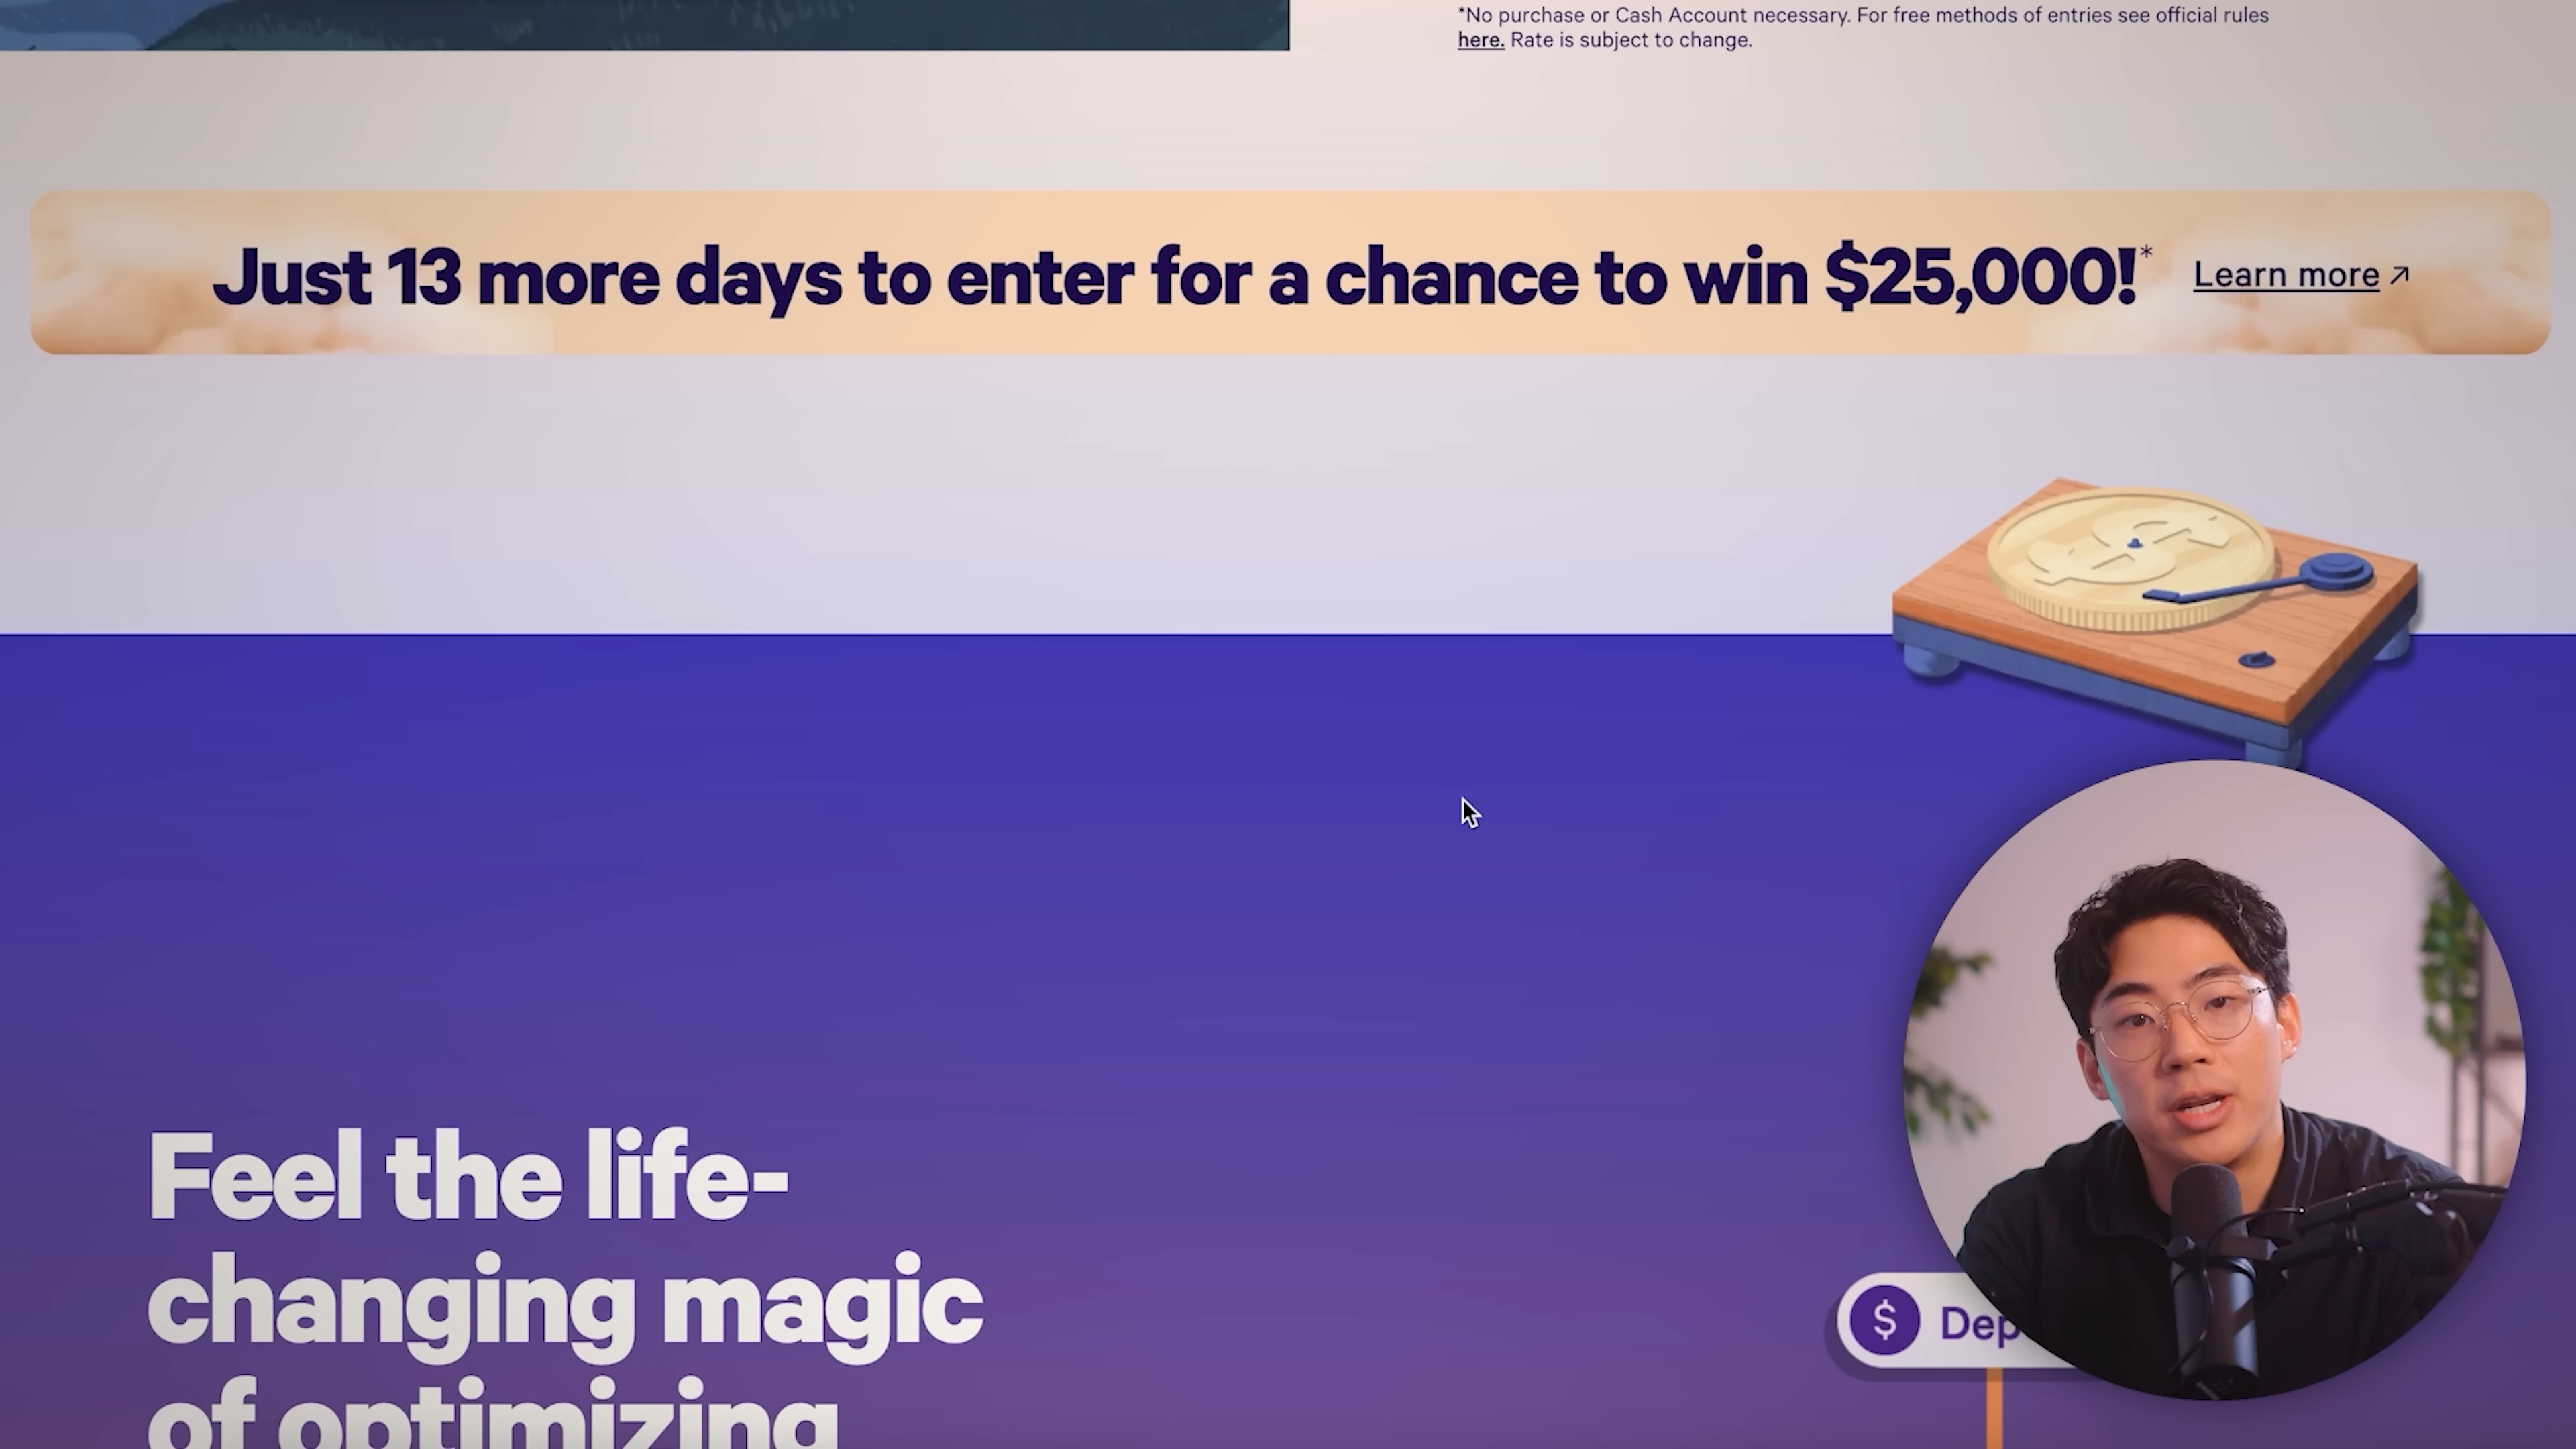 *No purchase or Cash Account necessary. For free methods of entries see official rules
here. Rate is subject to change.
Just 13 more days to enter for a chance to win $25,000!*
Learn more ↗
Feel the life-
changing magic
$
of optimizing